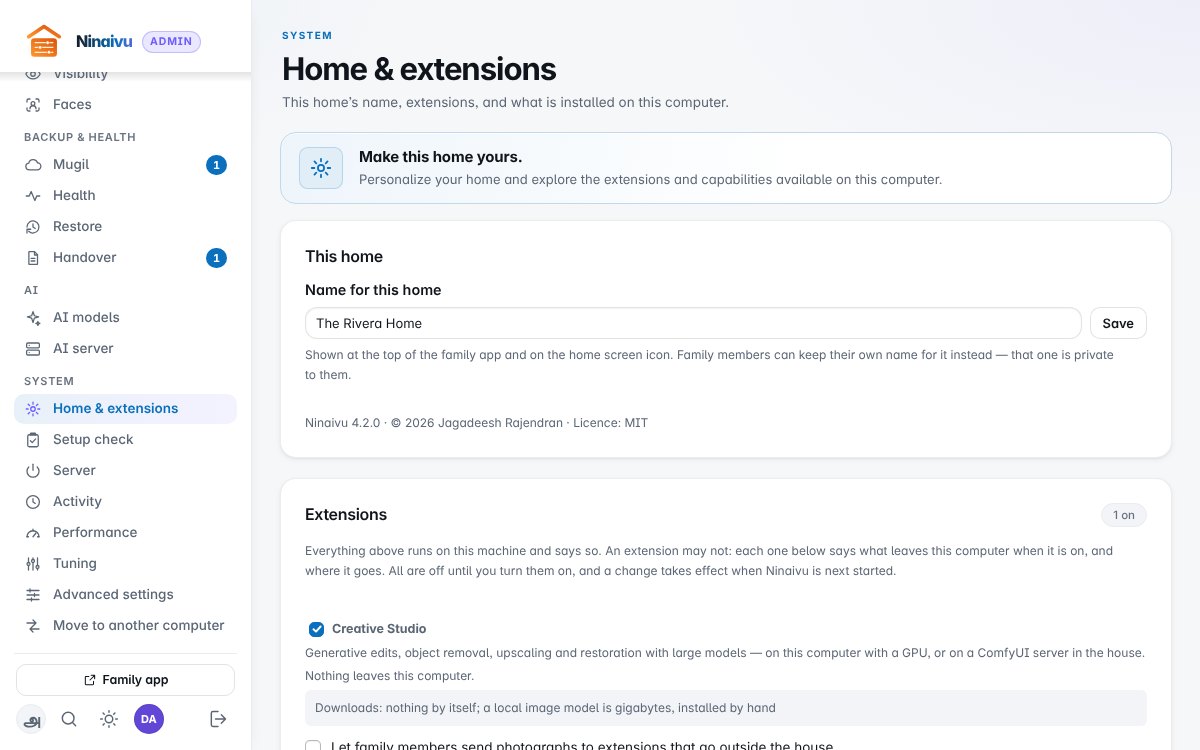 Ninaivu ADMIN
Visibility
Faces
BACKUP & HEALTH
Mugil 1
Health
Restore
Handover 1
AI
AI models
AI server
SYSTEM
Home & extensions
Setup check
Server
Activity
Performance
Tuning
Advanced settings
Move to another computer
Family app
அ
DA
SYSTEM
Home & extensions
This home's name, extensions, and what is installed on this computer.
Make this home yours.
Personalize your home and explore the extensions and capabilities available on this computer.
This home
Name for this home
The Rivera Home
Save
Shown at the top of the family app and on the home screen icon. Family members can keep their own name for it instead — that one is private
to them.
Ninaivu 4.2.0 · © 2026 Jagadeesh Rajendran · Licence: MIT
Extensions
1 on
Everything above runs on this machine and says so. An extension may not: each one below says what leaves this computer when it is on, and
where it goes. All are off until you turn them on, and a change takes effect when Ninaivu is next started.
Creative Studio
Generative edits, object removal, upscaling and restoration with large models — on this computer with a GPU, or on a ComfyUI server in the house.
Nothing leaves this computer.
Downloads: nothing by itself; a local image model is gigabytes, installed by hand
Let family members send photographs to extensions that go outside the house